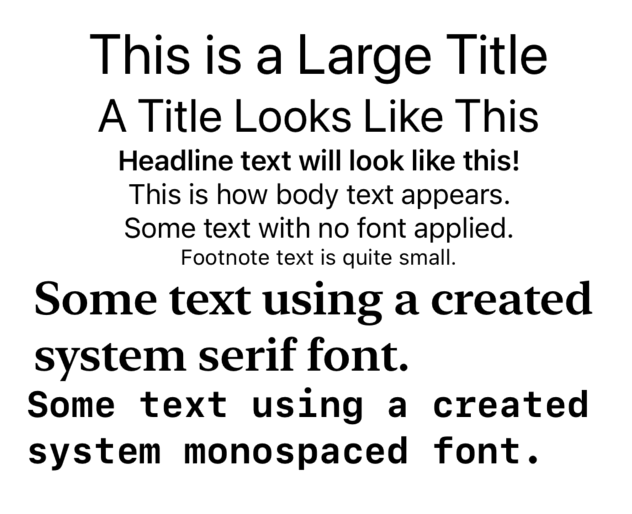 This is a Large Title
A Title Looks Like This
Headline text will look like this!
This is how body text appears.
Some text with no font applied.
Footnote text is quite small.
Some text using a created
system serif font.
Some text using a created
system monospaced font.